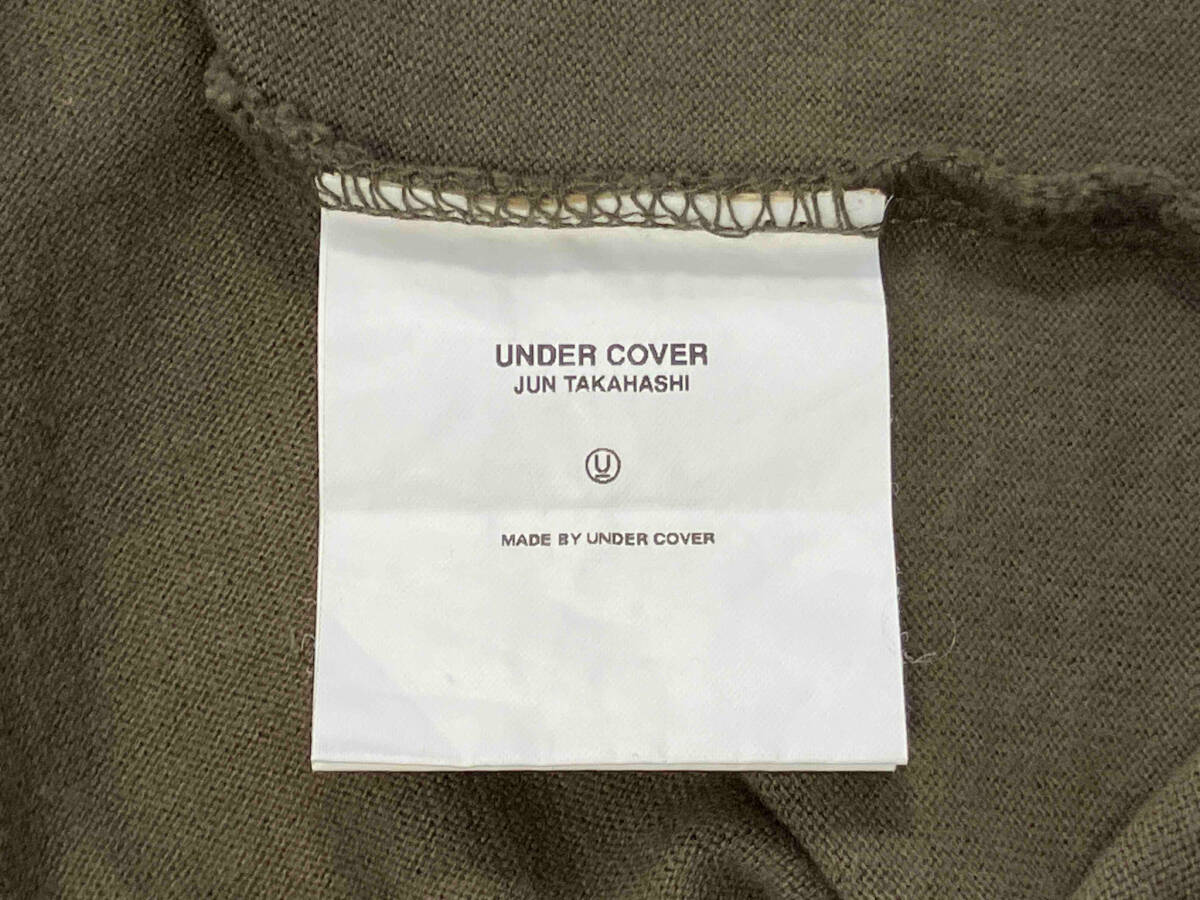 UNDER COVER
JUN TAKAHASHI
U
MADE BY UNDER COVER